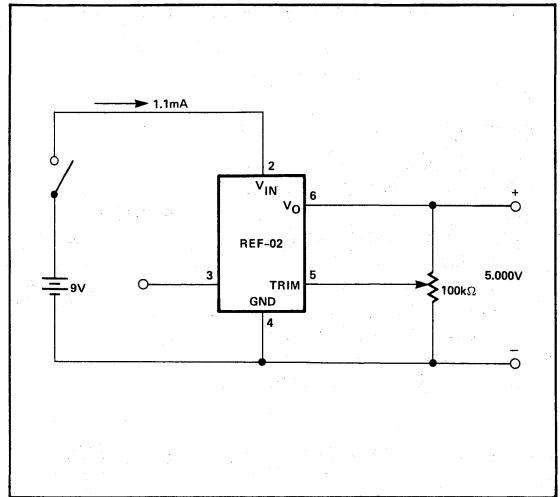 1.1mA
2
V_IN
V_O
6
+
REF-02
9V
3
TRIM
5
100kΩ
5.000V
GND
4
−